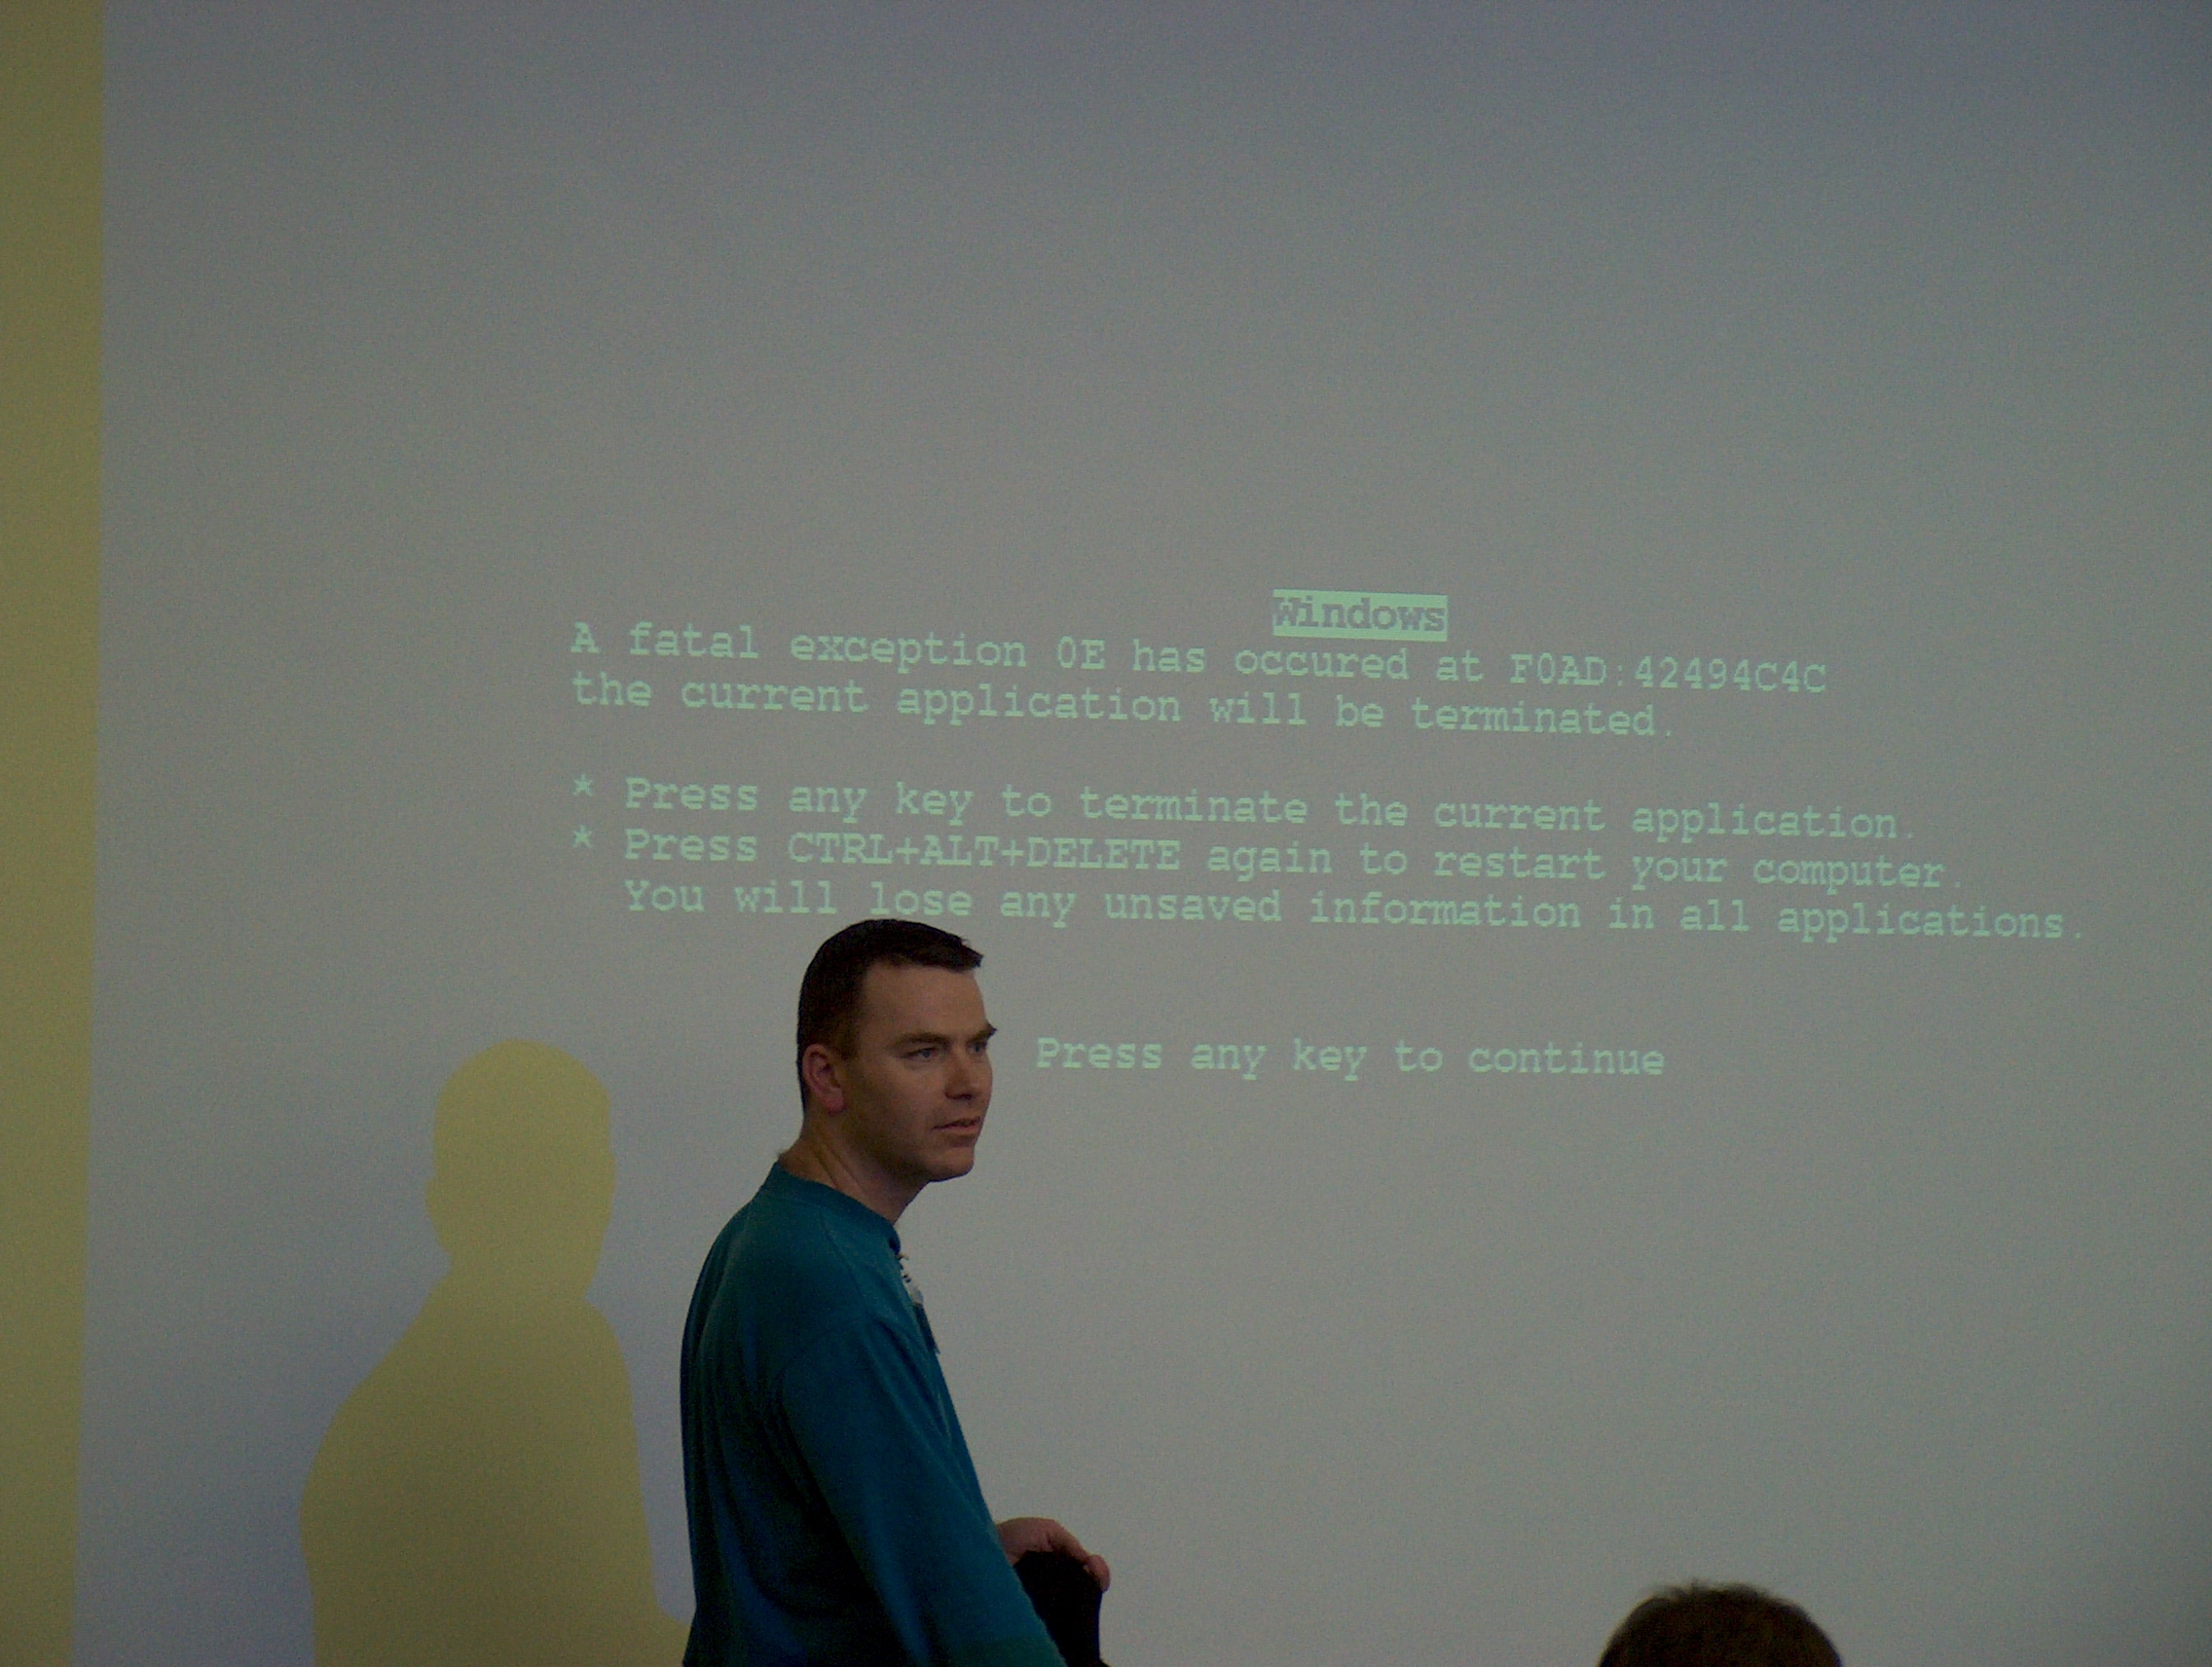 Windows
A fatal exception 0E has occured at F0AD:42494C4C
the current application will be terminated.
* Press any key to terminate the current application.
* Press CTRL+ALT+DELETE again to restart your computer.
You will lose any unsaved information in all applications.
Press any key to continue